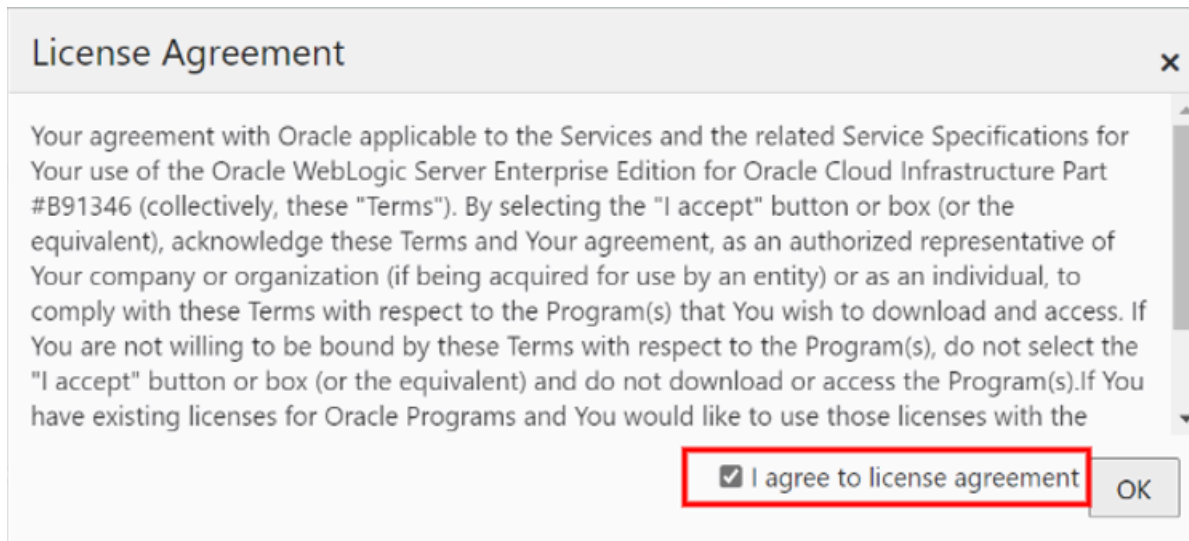 License Agreement
Your agreement with Oracle applicable to the Services and the related Service Specifications for
Your use of the Oracle WebLogic Server Enterprise Edition for Oracle Cloud Infrastructure Part
#B91346 (collectively, these "Terms"). By selecting the "I accept" button or box (or the
equivalent), acknowledge these Terms and Your agreement, as an authorized representative of
Your company or organization (if being acquired for use by an entity) or as an individual, to
comply with these Terms with respect to the Program(s) that You wish to download and access. If
You are not willing to be bound by these Terms with respect to the Program(s), do not select the
"I accept" button or box (or the equivalent) and do not download or access the Program(s).If You
have existing licenses for Oracle Programs and You would like to use those licenses with the
I agree to license agreement
OK